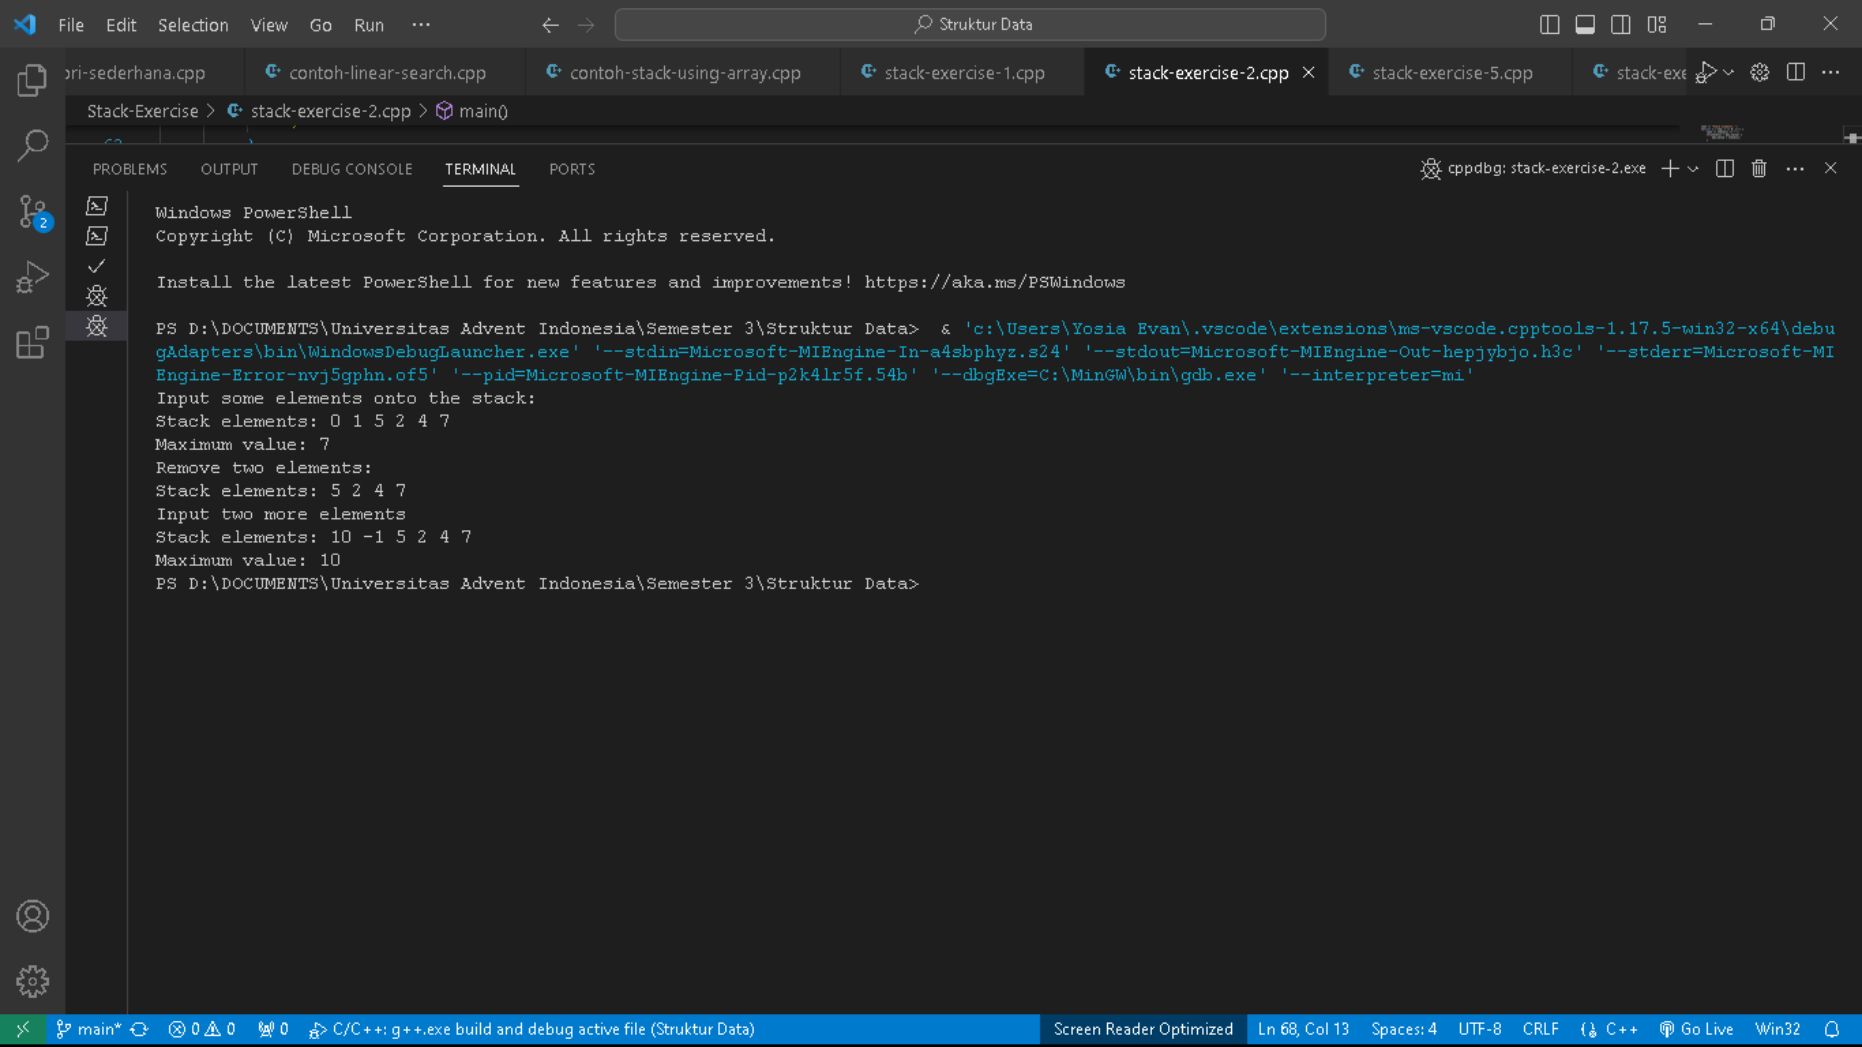 File Edit Selection View Go Run ··· Struktur Data
ori-sederhana.cpp contoh-linear-search.cpp contoh-stack-using-array.cpp stack-exercise-1.cpp stack-exercise-2.cpp stack-exercise-5.cpp stack-exe
Stack-Exercise > stack-exercise-2.cpp > main()
PROBLEMS OUTPUT DEBUG CONSOLE TERMINAL PORTS cppdbg: stack-exercise-2.exe
Windows PowerShell
Copyright (C) Microsoft Corporation. All rights reserved.
Install the latest PowerShell for new features and improvements! https://aka.ms/PSWindows
PS D:\DOCUMENTS\Universitas Advent Indonesia\Semester 3\Struktur Data> & 'c:\Users\Yosia Evan\.vscode\extensions\ms-vscode.cpptools-1.17.5-win32-x64\debu
gAdapters\bin\WindowsDebugLauncher.exe' '--stdin=Microsoft-MIEngine-In-a4sbphyz.s24' '--stdout=Microsoft-MIEngine-Out-hepjybjo.h3c' '--stderr=Microsoft-MI
Engine-Error-nvj5gphn.of5' '--pid=Microsoft-MIEngine-Pid-p2k4lr5f.54b' '--dbgExe=C:\MinGW\bin\gdb.exe' '--interpreter=mi'
Input some elements onto the stack:
Stack elements: 0 1 5 2 4 7
Maximum value: 7
Remove two elements:
Stack elements: 5 2 4 7
Input two more elements
Stack elements: 10 -1 5 2 4 7
Maximum value: 10
PS D:\DOCUMENTS\Universitas Advent Indonesia\Semester 3\Struktur Data>
2
main* 0 0 0 C/C++: g++.exe build and debug active file (Struktur Data) Screen Reader Optimized Ln 68, Col 13 Spaces: 4 UTF-8 CRLF C++ Go Live Win32